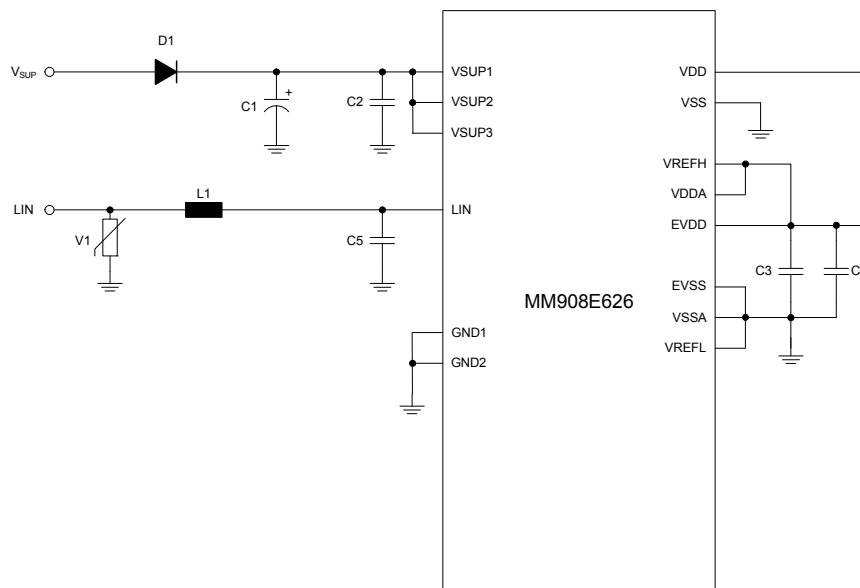 D1
VSUP
C1
+
C2
VSUP1
VSUP2
VSUP3
LIN
V1
L1
C5
LIN
GND1
GND2
MM908E626
VDD
VSS
VREFH
VDDA
EVDD
EVSS
VSSA
VREFL
C3